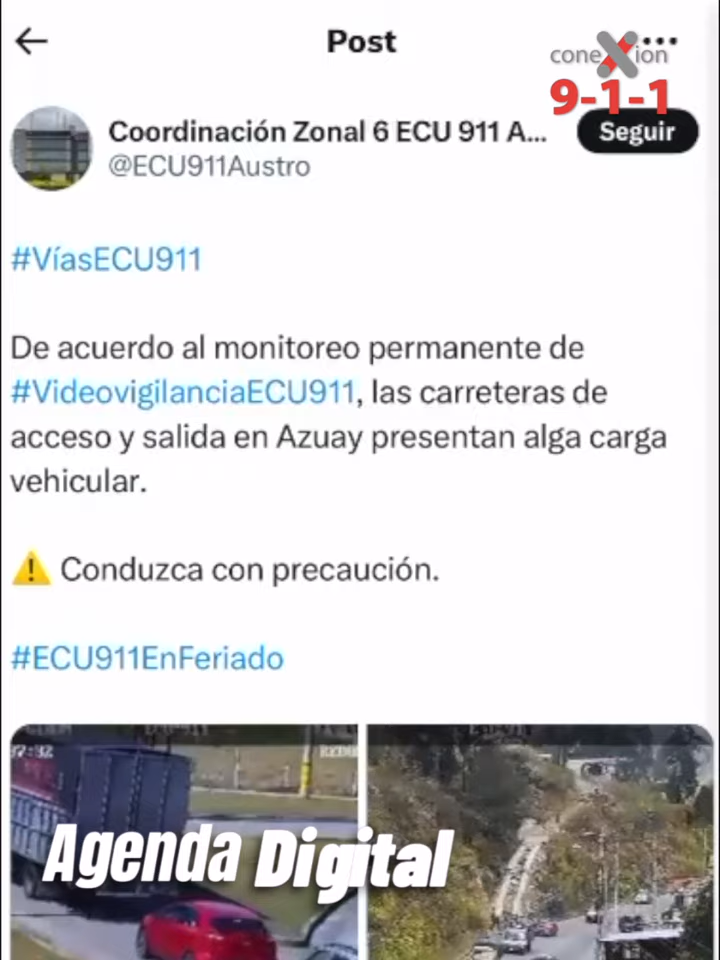 Post
coneXion
9-1-1
Coordinación Zonal 6 ECU 911 A...
Seguir
@ECU911Austro
#VíasECU911
De acuerdo al monitoreo permanente de
#VideovigilanciaECU911, las carreteras de
acceso y salida en Azuay presentan alga carga
vehicular.
Conduzca con precaución.
#ECU911EnFeriado
Agenda Digital